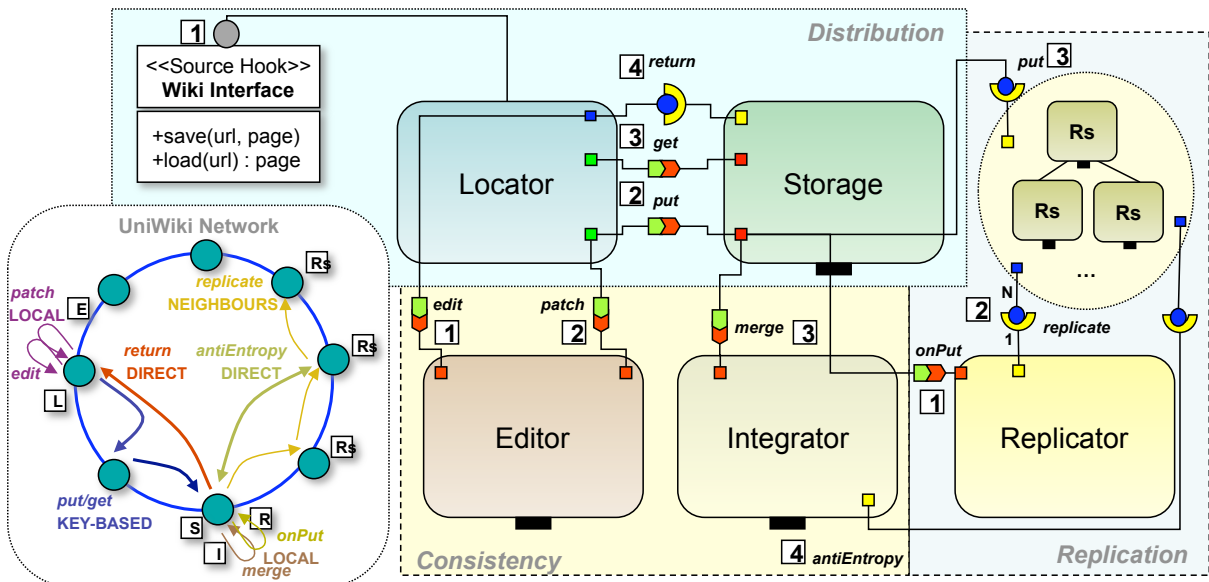 1
<<Source Hook>>
Wiki Interface
+save(url, page)
+load(url) : page
Distribution
Locator
Storage
4 return
3 get
2 put
put 3
Rs
Rs
Rs
...
N
2
replicate
1
edit
1
patch
2
merge
3
onPut
1
Editor
Integrator
Replicator
4 antiEntropy
Consistency
Replication
UniWiki Network
Rs
replicate
NEIGHBOURS
patch
LOCAL
E
return
DIRECT
antiEntropy
DIRECT
Rs
edit
L
Rs
put/get
KEY-BASED
S
R
I
onPut
LOCAL
merge